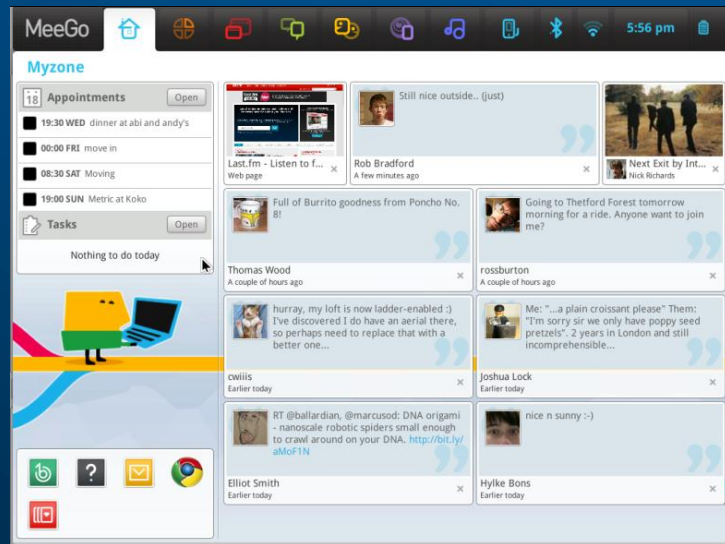 MeeGo
5:56 pm
Myzone
18 Appointments Open
19:30 WED dinner at abi and andy's
00:00 FRI move in
08:30 SAT Moving
19:00 SUN Metric at Koko
Tasks Open
Nothing to do today
Last.fm - Listen to f...
Web page
Still nice outside.. (just)
Rob Bradford
A few minutes ago
Next Exit by Int...
Nick Richards
Full of Burrito goodness from Poncho No.
8!
Thomas Wood
A couple of hours ago
Going to Thetford Forest tomorrow
morning for a ride. Anyone want to join
me?
rossburton
A couple of hours ago
hurray, my loft is now ladder-enabled :)
I've discovered I do have an aerial there,
so perhaps need to replace that with a
better one...
cwiiis
Earlier today
Me: "...a plain croissant please" Them:
"I'm sorry sir we only have poppy seed
pretzels". 2 years in London and still
incomprehensible...
Joshua Lock
Earlier today
RT @ballardian, @marcusod: DNA origami
- nanoscale robotic spiders small enough
to crawl around on your DNA. http://bit.ly/
aMoF1N
Elliot Smith
Earlier today
nice n sunny :-)
Hylke Bons
Earlier today